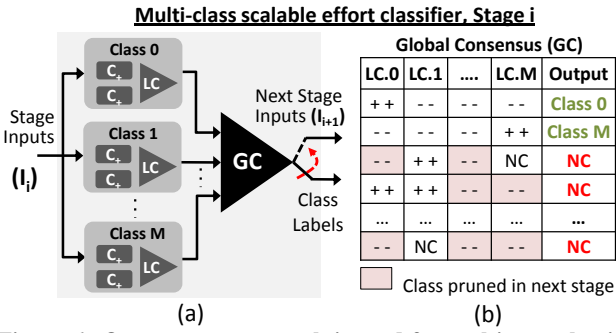 Multi-class scalable effort classifier, Stage i
Class 0
C+
C+
LC
Class 1
C+
C+
LC
Class M
C+
C+
LC
Stage
Inputs
(Ii)
GC
Next Stage
Inputs (Ii+1)
Class
Labels
(a)
Global Consensus (GC)
LC.0 LC.1 .... LC.M Output
+ + - - - - - - Class 0
- - - - - - + + Class M
- - + + - - NC NC
+ + + + - - - - NC
... ... ... ... ...
- - NC - - - - NC
Class pruned in next stage
(b)